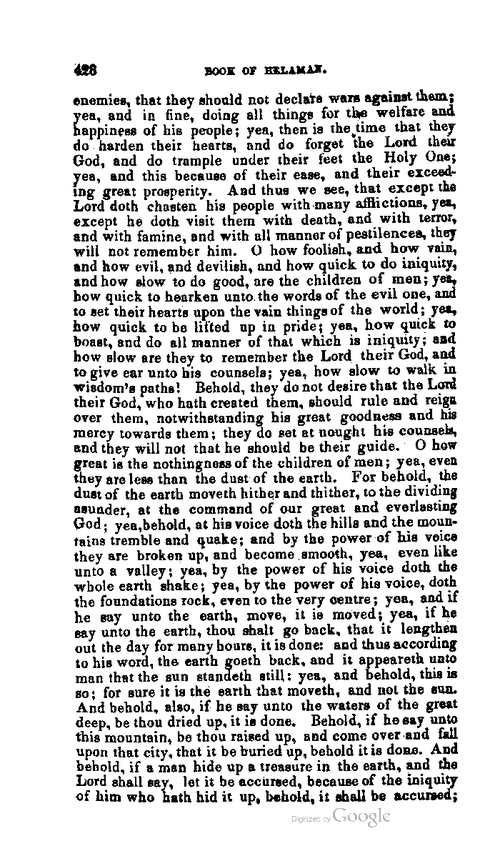 428 BOOK OF HELAMAN.
enemies, that they should not declare wars against them;
yea, and in fine, doing all things for the welfare and
happiness of his people; yea, then is the time that they
do harden their hearts, and do forget the Lord their
God, and do trample under their feet the Holy One;
yea, and this because of their ease, and their exceed-
ing great prosperity. And thus we see, that except the
Lord doth chasten his people with many afflictions, yea,
except he doth visit them with death, and with terror,
and with famine, and with all manner of pestilences, they
will not remember him. O how foolish, and how vain,
and how evil, and devilish, and how quick to do iniquity,
and how slow to do good, are the children of men; yea,
how quick to hearken unto the words of the evil one, and
to set their hearts upon the vain things of the world; yea,
how quick to be lifted up in pride; yea, how quick to
boast, and do all manner of that which is iniquity; and
how slow are they to remember the Lord their God, and
to give ear unto his counsels; yea, how slow to walk in
wisdom's paths! Behold, they do not desire that the Lord
their God, who hath created them, should rule and reign
over them, notwithstanding his great goodness and his
mercy towards them; they do set at nought his counsels,
and they will not that he should be their guide. O how
great is the nothingness of the children of men; yea, even
they are less than the dust of the earth. For behold, the
dust of the earth moveth hither and thither, to the dividing
asunder, at the command of our great and everlasting
God; yea, behold, at his voice doth the hills and the moun-
tains tremble and quake; and by the power of his voice
they are broken up, and become smooth, yea, even like
unto a valley; yea, by the power of his voice doth the
whole earth shake; yea, by the power of his voice, doth
the foundations rock, even to the very centre; yea, and if
he say unto the earth, move, it is moved; yea, if he
say unto the earth, thou shalt go back, that it lengthen
out the day for many hours, it is done: and thus according
to his word, the earth goeth back, and it appeareth unto
man that the sun standeth still: yea, and behold, this is
so; for sure it is the earth that moveth, and not the sun.
And behold, also, if he say unto the waters of the great
deep, be thou dried up, it is done. Behold, if he say unto
this mountain, be thou raised up, and come over and fall
upon that city, that it be buried up, behold it is done. And
behold, if a man hide up a treasure in the earth, and the
Lord shall say, let it be accursed, because of the iniquity
of him who hath hid it up, behold, it shall be accursed;
Digitized by Google